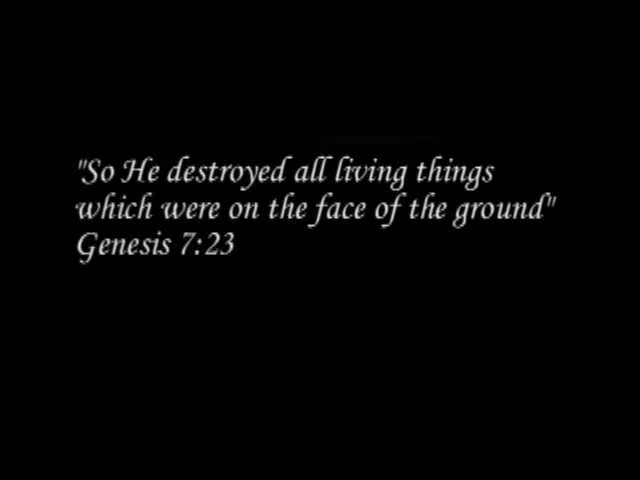 "So He destroyed all living things
which were on the face of the ground"
Genesis 7:23